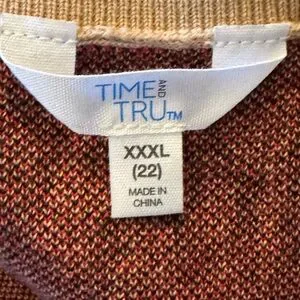 TIME AND
TRU™
XXXL
(22)
MADE IN
CHINA